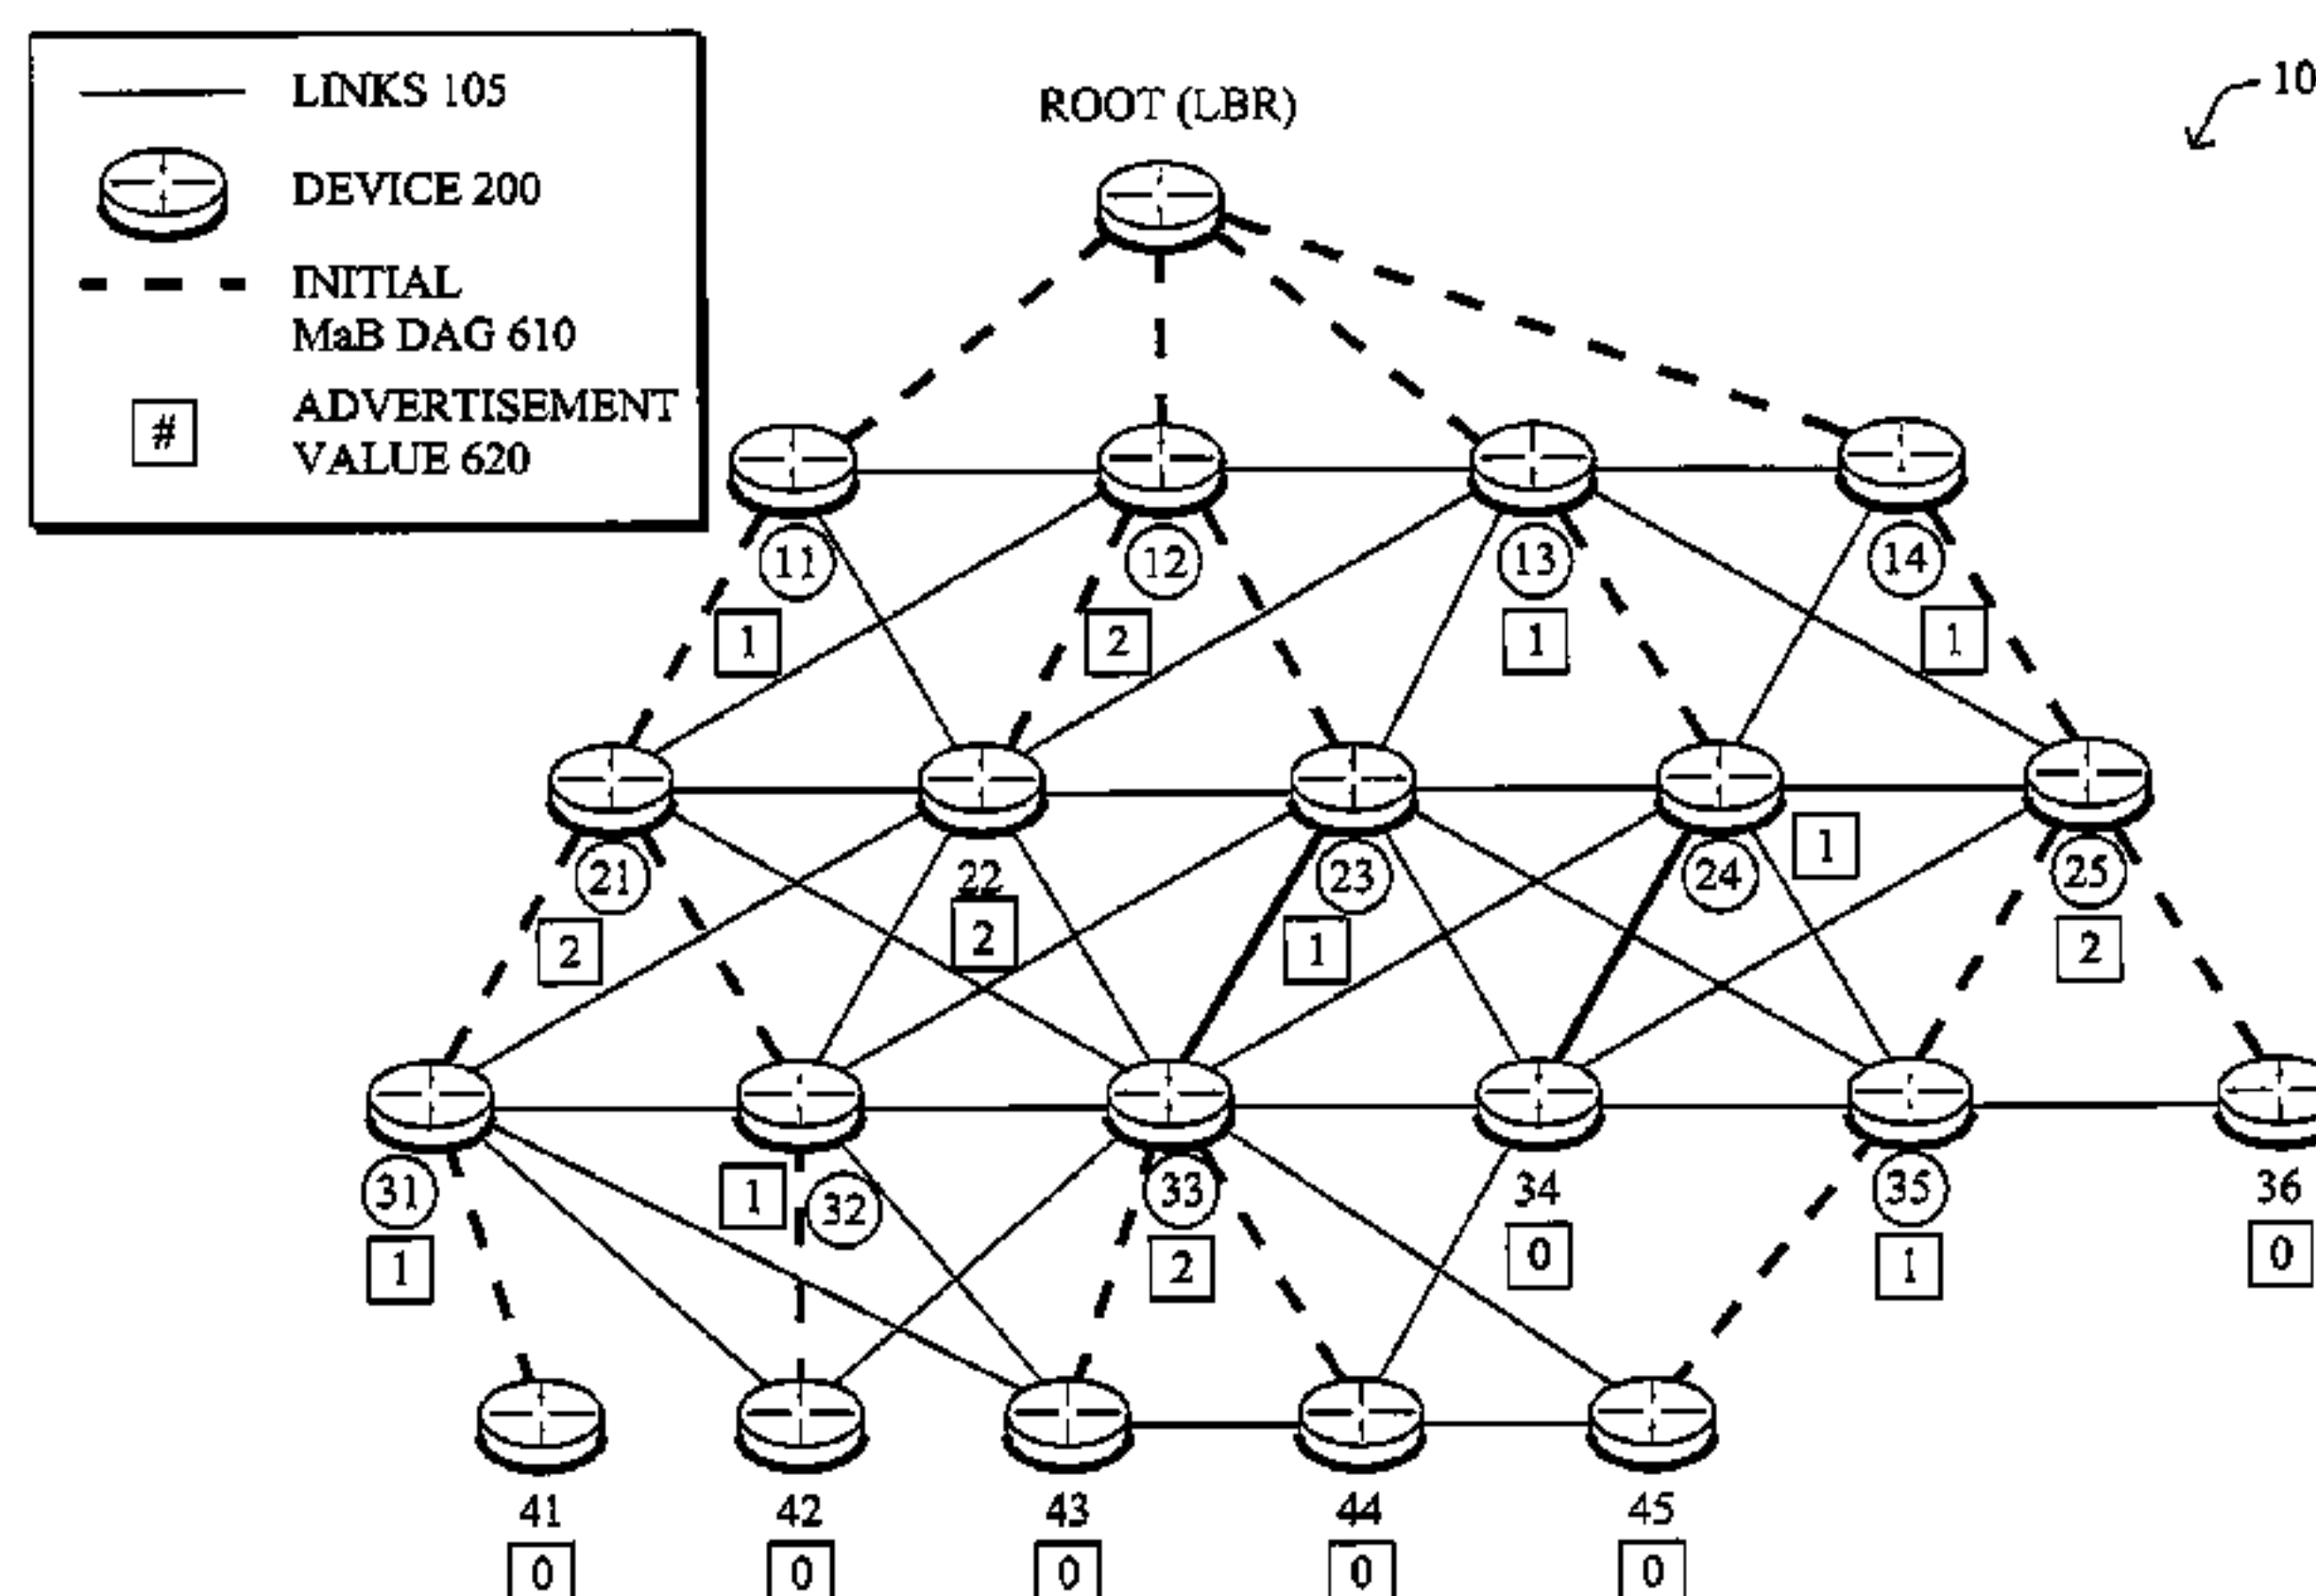 LINKS 105
DEVICE 200
INITIAL
MaB DAG 610
# ADVERTISEMENT
VALUE 620
ROOT (LBR)
10
11 12 13 14
1 2 1 1
21 22 23 24 1 25
2 2 1 2
31 1 32 33 34 35 36
1 2 0 1 0
41 42 43 44 45
0 0 0 0 0